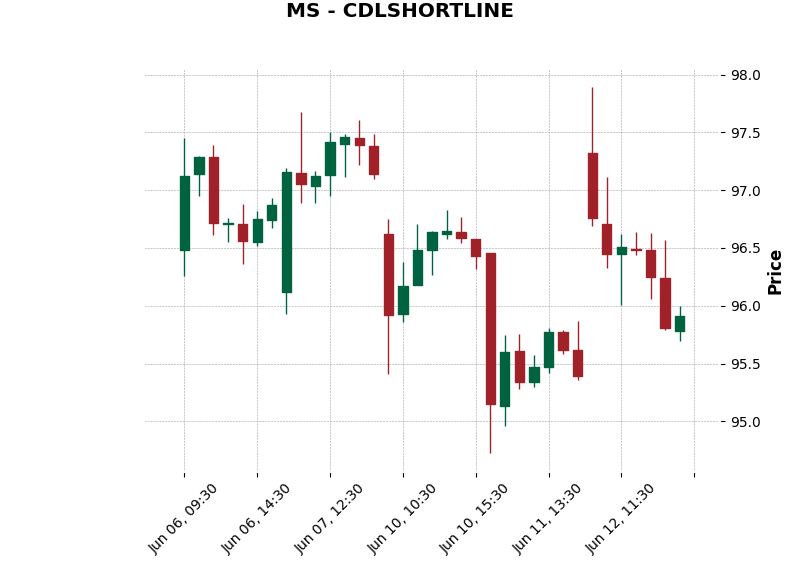 MS - CDLSHORTLINE
98.0
97.5
97.0
96.5
96.0
95.5
95.0
Price
Jun 06, 09:30
Jun 06, 14:30
Jun 07, 12:30
Jun 10, 10:30
Jun 10, 15:30
Jun 11, 13:30
Jun 12, 11:30